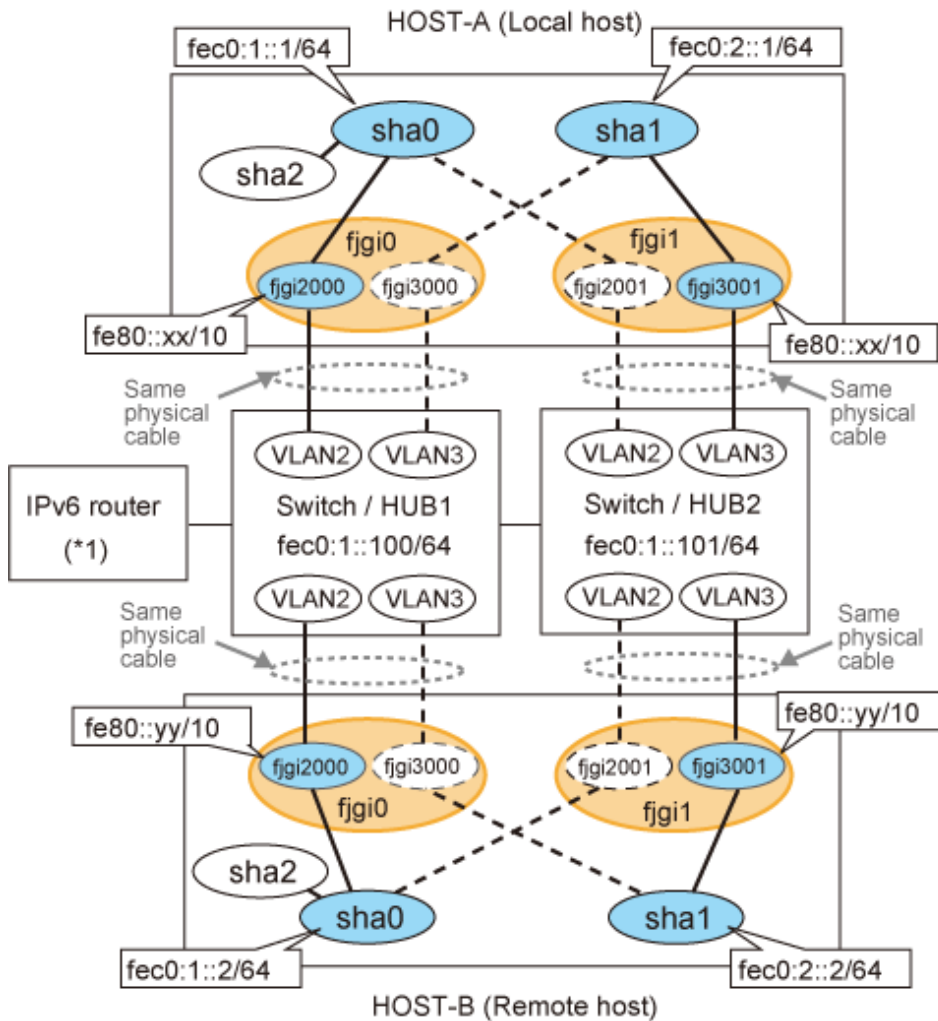 HOST-A (Local host)
fec0:1::1/64
fec0:2::1/64
sha0
sha1
sha2
fjgi0
fjgi1
fjgi2000
fjgi3000
fjgi2001
fjgi3001
fe80::xx/10
fe80::xx/10
Same
physical
cable
Same
physical
cable
VLAN2
VLAN3
VLAN2
VLAN3
IPv6 router
(*1)
Switch / HUB1
fec0:1::100/64
Switch / HUB2
fec0:1::101/64
VLAN2
VLAN3
VLAN2
VLAN3
Same
physical
cable
Same
physical
cable
fe80::yy/10
fe80::yy/10
fjgi2000
fjgi3000
fjgi2001
fjgi3001
fjgi0
fjgi1
sha2
sha0
sha1
fec0:1::2/64
fec0:2::2/64
HOST-B (Remote host)